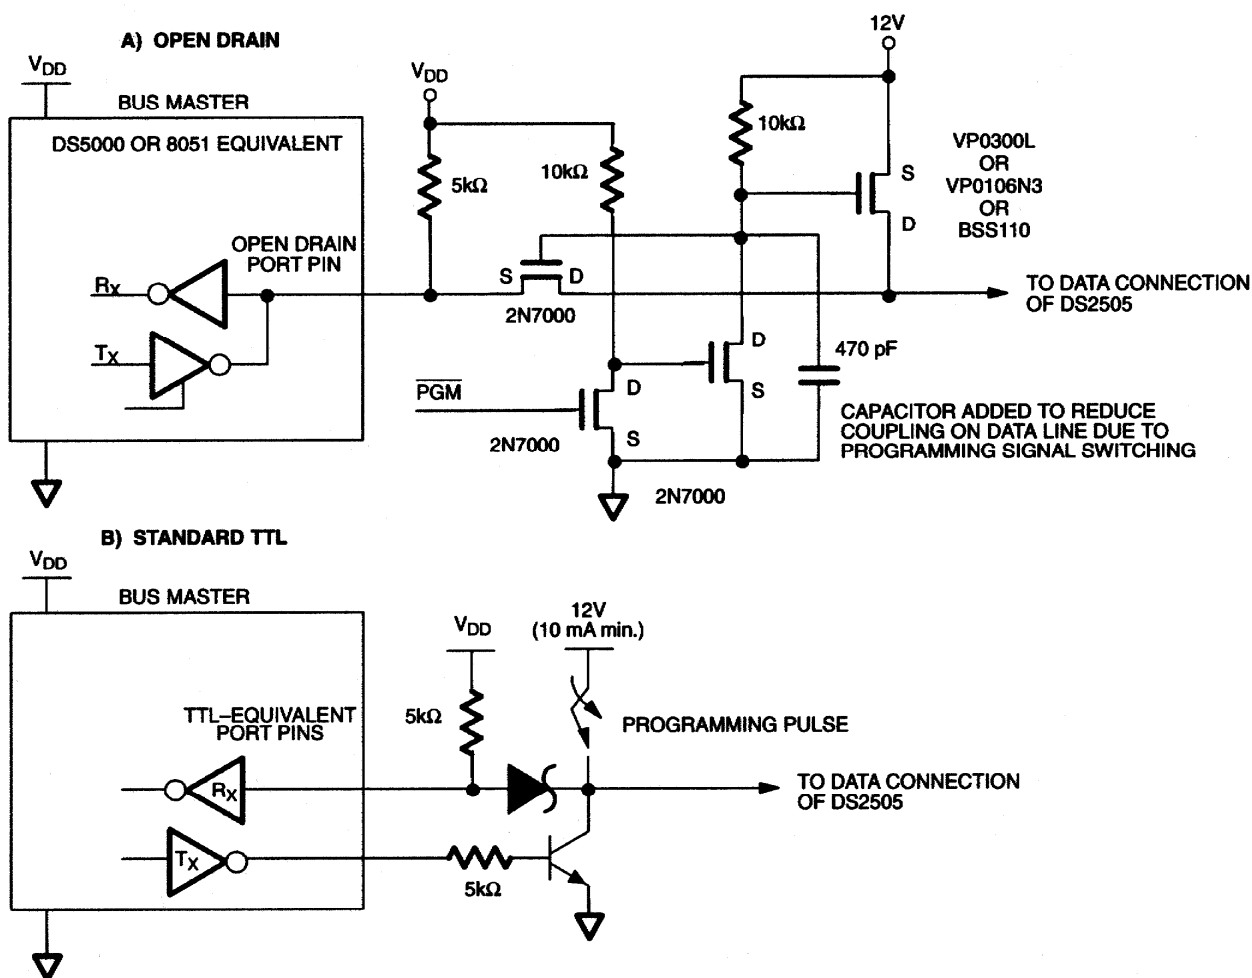 A) OPEN DRAIN
12V
VDD
VDD
BUS MASTER
DS5000 OR 8051 EQUIVALENT
10kΩ
VP0300L
OR
VP0106N3
OR
BSS110
10kΩ
5kΩ
S
D
OPEN DRAIN
PORT PIN
S
D
RX
TO DATA CONNECTION
OF DS2505
2N7000
TX
D
470 pF
PGM
D
S
CAPACITOR ADDED TO REDUCE
COUPLING ON DATA LINE DUE TO
PROGRAMMING SIGNAL SWITCHING
2N7000
S
2N7000
B) STANDARD TTL
VDD
BUS MASTER
VDD
12V
(10 mA min.)
TTL–EQUIVALENT
PORT PINS
5kΩ
PROGRAMMING PULSE
RX
TO DATA CONNECTION
OF DS2505
TX
5kΩ